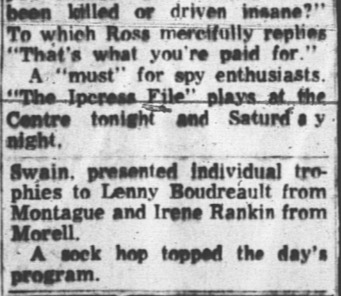 been killed or driven insane?"
To which Ross mercifully replies
"That's what you're paid for."
A "must" for spy enthusiasts.
"The Ipcress File" plays at the
Centre tonight and Saturday
night.
Swain, presented individual tro-
phies to Lenny Boudreault from
Montague and Irene Rankin from
Morell.
A sock hop topped the day's
program.